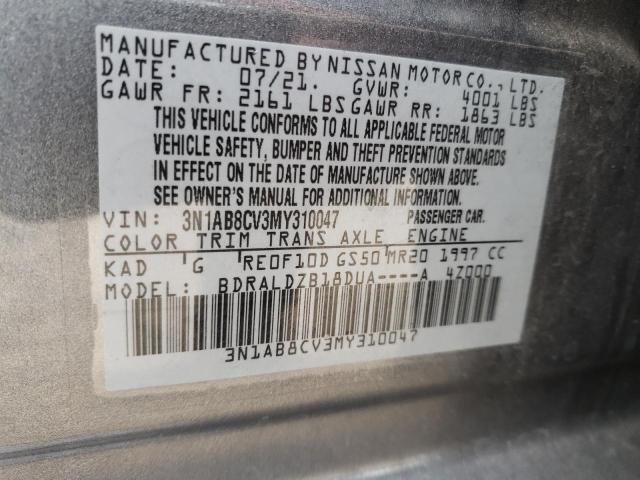 MANUFACTURED BY NISSAN MOTOR CO., LTD.
DATE: 07/21. GVWR: 4001 LBS
GAWR FR: 2161 LBS GAWR RR: 1863 LBS
THIS VEHICLE CONFORMS TO ALL APPLICABLE FEDERAL MOTOR
VEHICLE SAFETY, BUMPER AND THEFT PREVENTION STANDARDS
IN EFFECT ON THE DATE OF MANUFACTURE SHOWN ABOVE.
SEE OWNER'S MANUAL FOR ADDITIONAL INFORMATION.
VIN: 3N1AB8CV3MY310047 PASSENGER CAR.
COLOR TRIM TRANS AXLE ENGINE
KAD G RE0F10D GS50 MR20 1997 CC
MODEL: BDRALDZB18DUA----A 4Z000
3N1AB8CV3MY310047